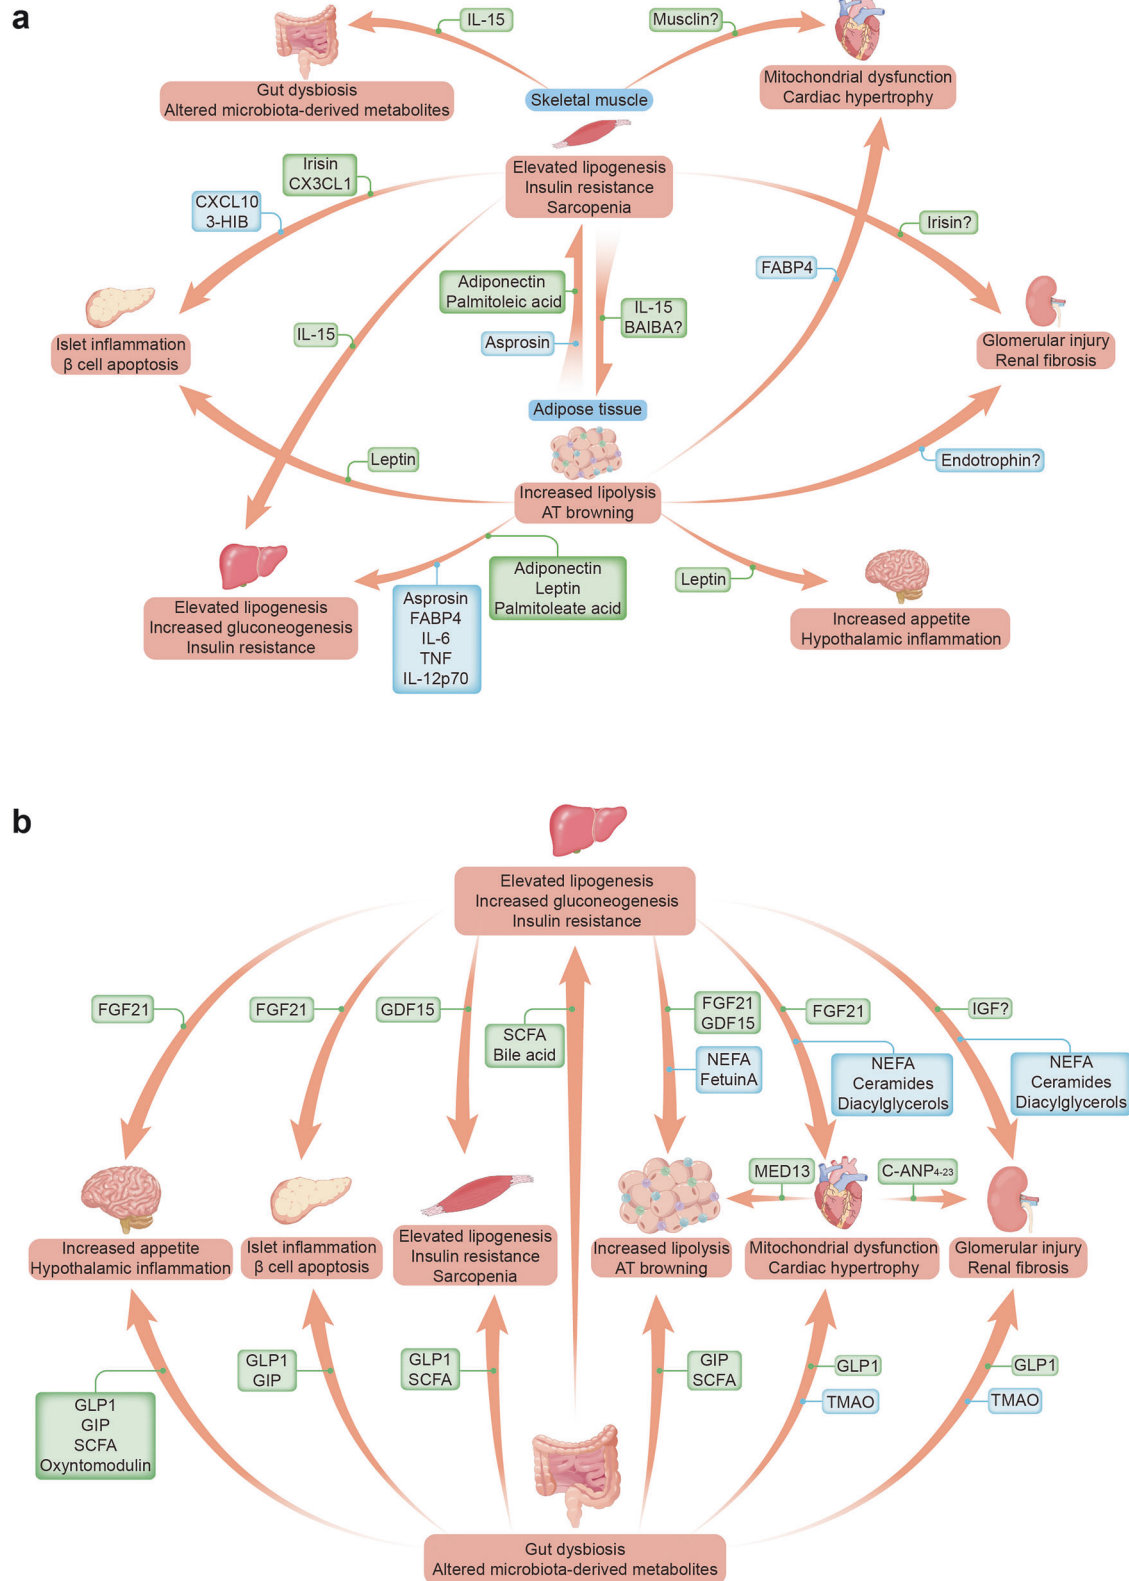 a
IL-15
Musclin?
Gut dysbiosis
Altered microbiota-derived metabolites
Skeletal muscle
Mitochondrial dysfunction
Cardiac hypertrophy
Elevated lipogenesis
Insulin resistance
Sarcopenia
Irisin
CX3CL1
CXCL10
3-HIB
Irisin?
FABP4
Adiponectin
Palmitoleic acid
IL-15
BAIBA?
Asprosin
IL-15
Islet inflammation
β cell apoptosis
Glomerular injury
Renal fibrosis
Adipose tissue
Leptin
Endotrophin?
Increased lipolysis
AT browning
Adiponectin
Leptin
Palmitoleate acid
Leptin
Asprosin
FABP4
IL-6
TNF
IL-12p70
Elevated lipogenesis
Increased gluconeogenesis
Insulin resistance
Increased appetite
Hypothalamic inflammation
b
Elevated lipogenesis
Increased gluconeogenesis
Insulin resistance
FGF21
FGF21
GDF15
SCFA
Bile acid
FGF21
GDF15
NEFA
FetuinA
FGF21
NEFA
Ceramides
Diacylglycerols
IGF?
NEFA
Ceramides
Diacylglycerols
MED13
C-ANP4-23
Increased appetite
Hypothalamic inflammation
Islet inflammation
β cell apoptosis
Elevated lipogenesis
Insulin resistance
Sarcopenia
Increased lipolysis
AT browning
Mitochondrial dysfunction
Cardiac hypertrophy
Glomerular injury
Renal fibrosis
GLP1
GIP
SCFA
Oxyntomodulin
GLP1
GIP
GLP1
SCFA
GIP
SCFA
GLP1
TMAO
GLP1
TMAO
Gut dysbiosis
Altered microbiota-derived metabolites